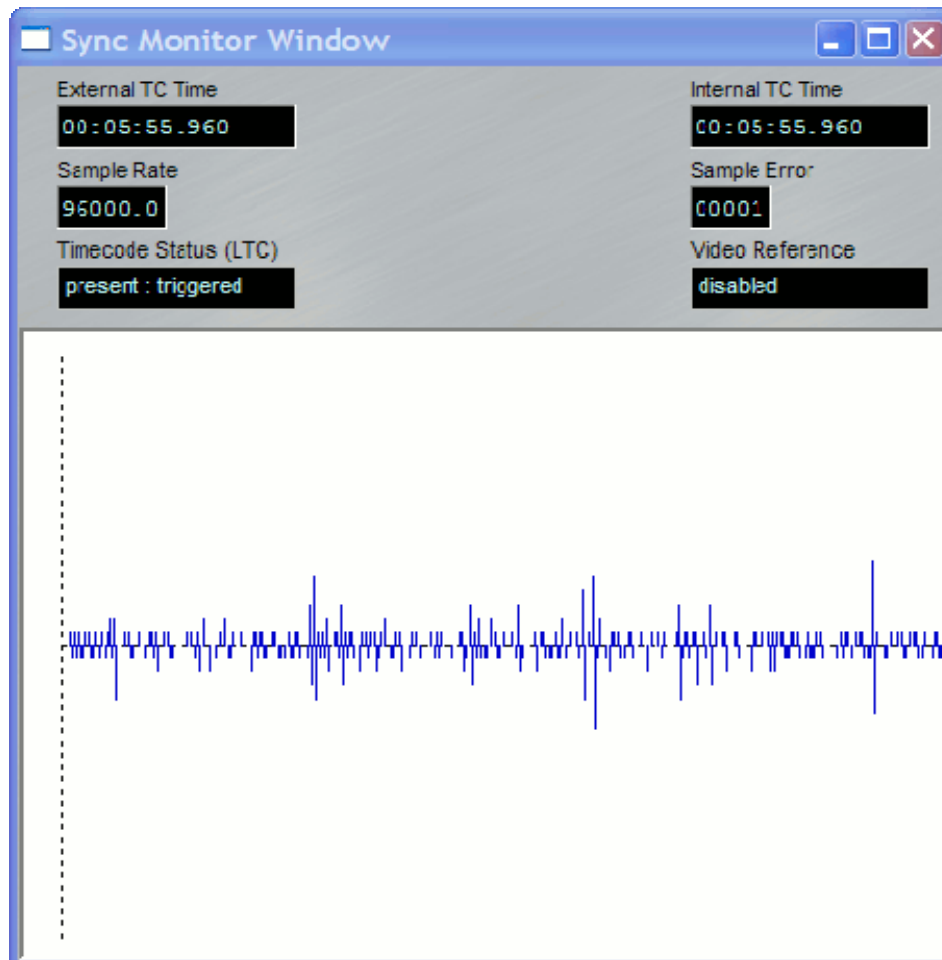 Sync Monitor Window
External TC Time
Internal TC Time
00:05:55.960
00:05:55.960
Sample Rate
Sample Error
96000.0
00001
Timecode Status (LTC)
Video Reference
present : triggered
disabled